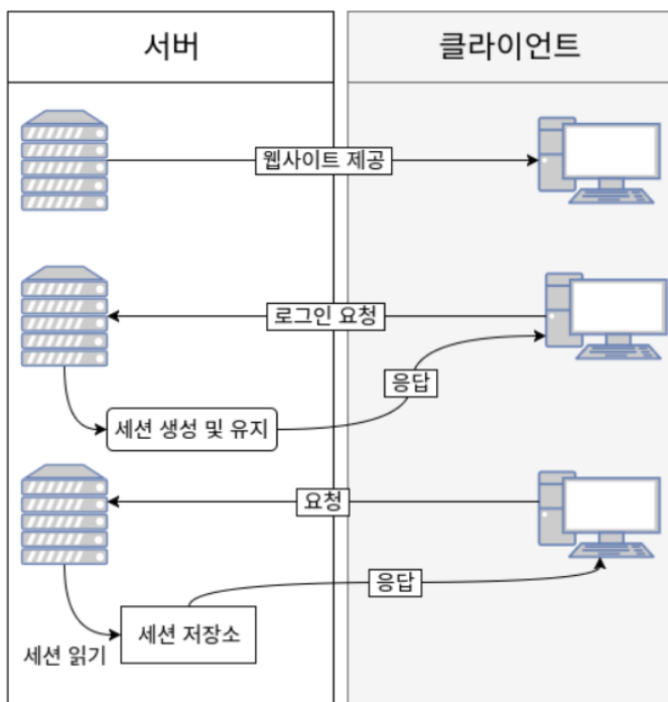 서버
클라이언트
웹사이트 제공
로그인 요청
응답
세션 생성 및 유지
요청
응답
세션 저장소
세션 읽기